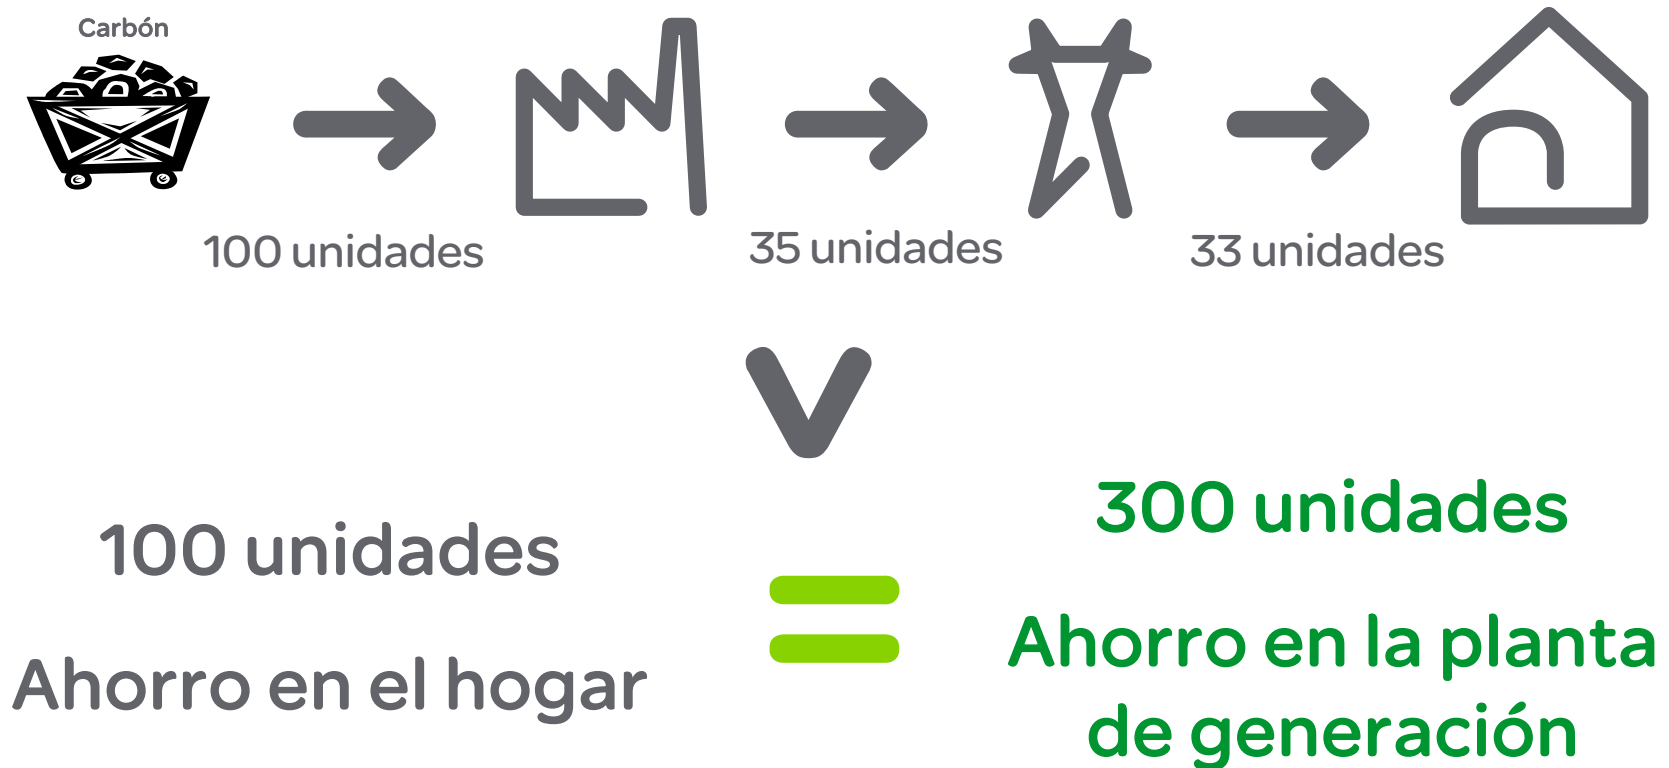 Carbón
100 unidades
35 unidades
33 unidades
100 unidades
Ahorro en el hogar
300 unidades
Ahorro en la planta
de generación